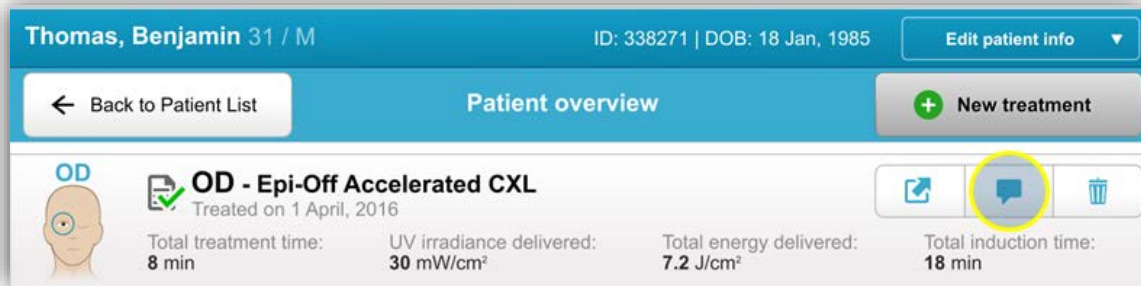 Thomas, Benjamin 31 / M ID: 338271 | DOB: 18 Jan, 1985 Edit patient info
Back to Patient List Patient overview New treatment
OD
OD - Epi-Off Accelerated CXL
Treated on 1 April, 2016
Total treatment time: UV irradiance delivered: Total energy delivered: Total induction time:
8 min 30 mW/cm² 7.2 J/cm² 18 min